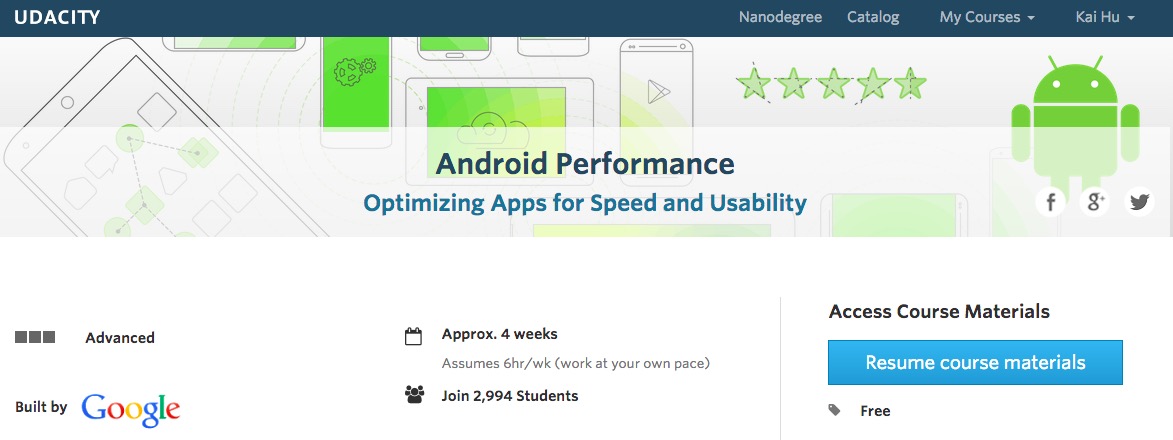 UDACITY
Nanodegree Catalog My Courses Kai Hu
Android Performance
Optimizing Apps for Speed and Usability
f g+
Advanced
Built by Google
Approx. 4 weeks
Assumes 6hr/wk (work at your own pace)
Join 2,994 Students
Access Course Materials
Resume course materials
Free